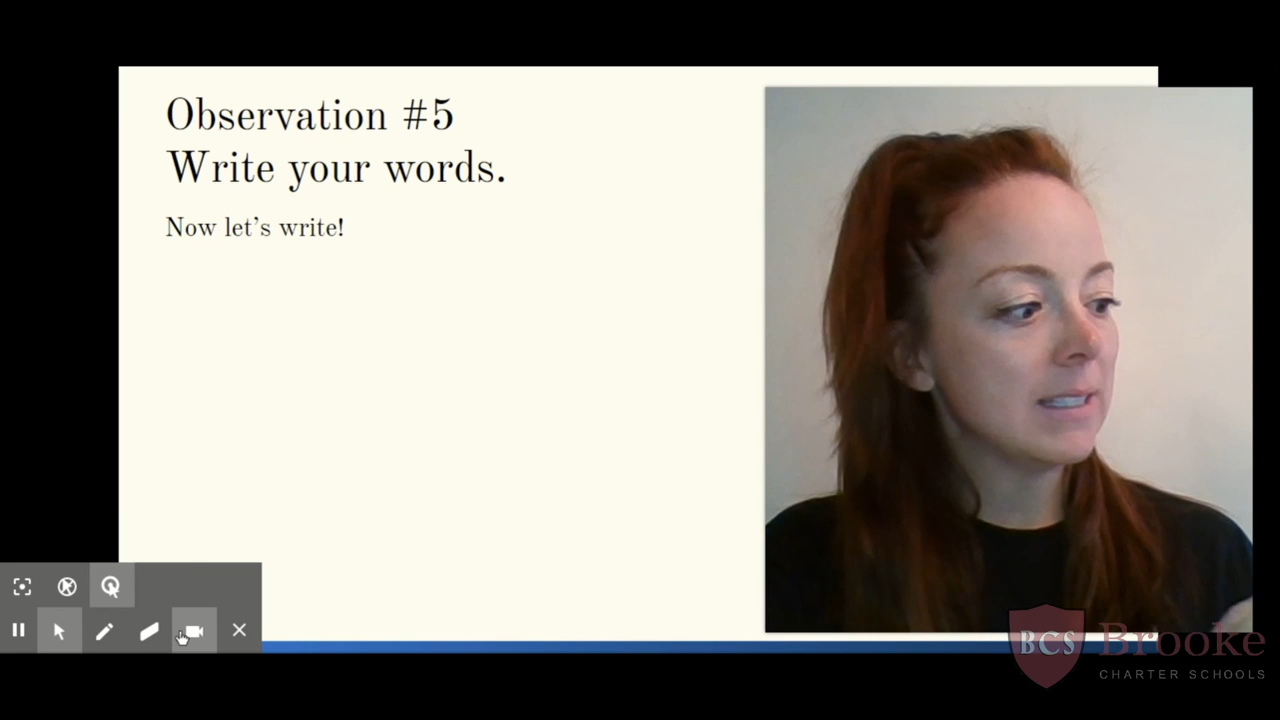 Observation #5
Write your words.
Now let’s write!
BCS Brooke
CHARTER SCHOOLS